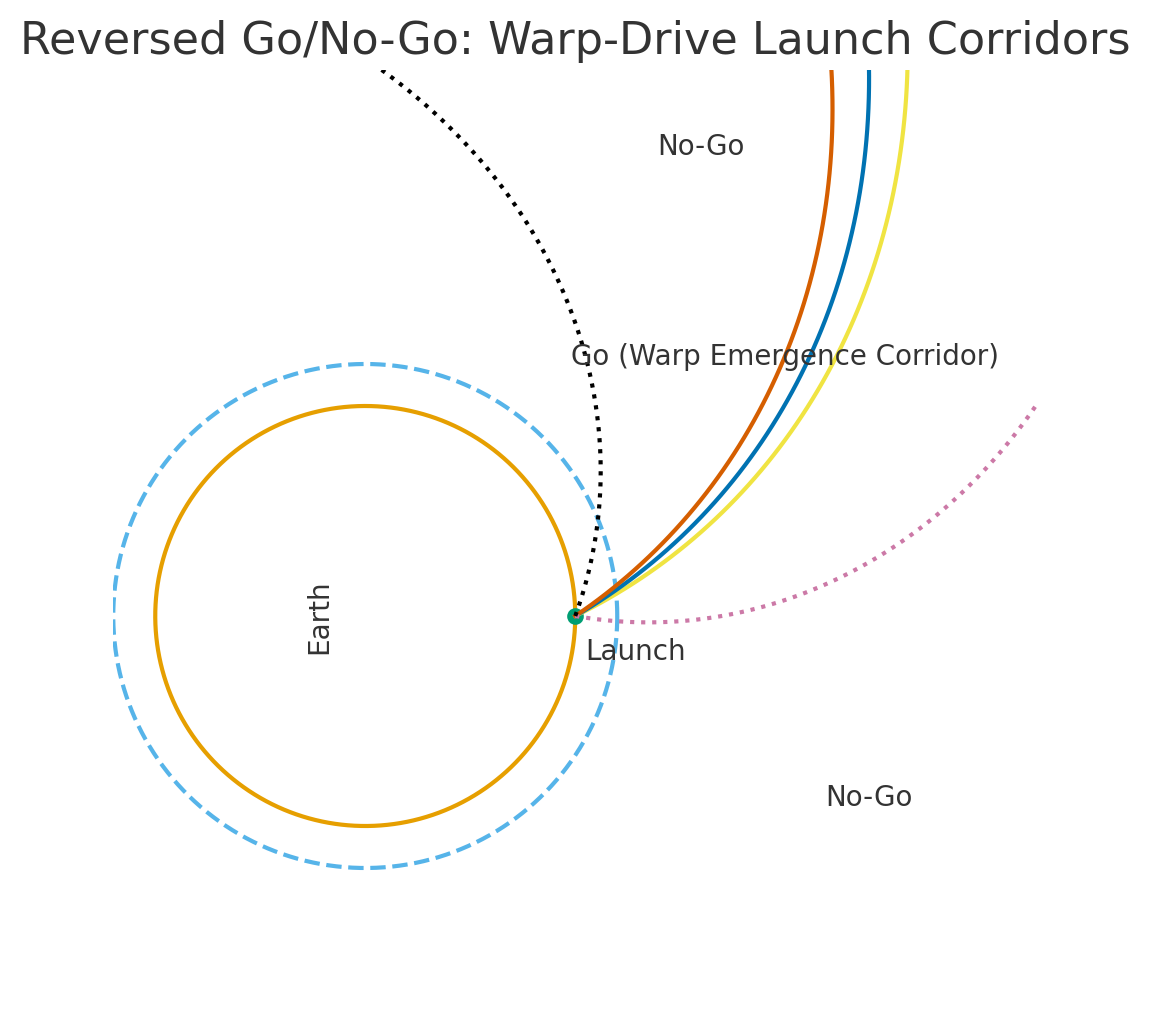 Reversed Go/No-Go: Warp-Drive Launch Corridors
No-Go
Go (Warp Emergence Corridor)
Earth
Launch
No-Go